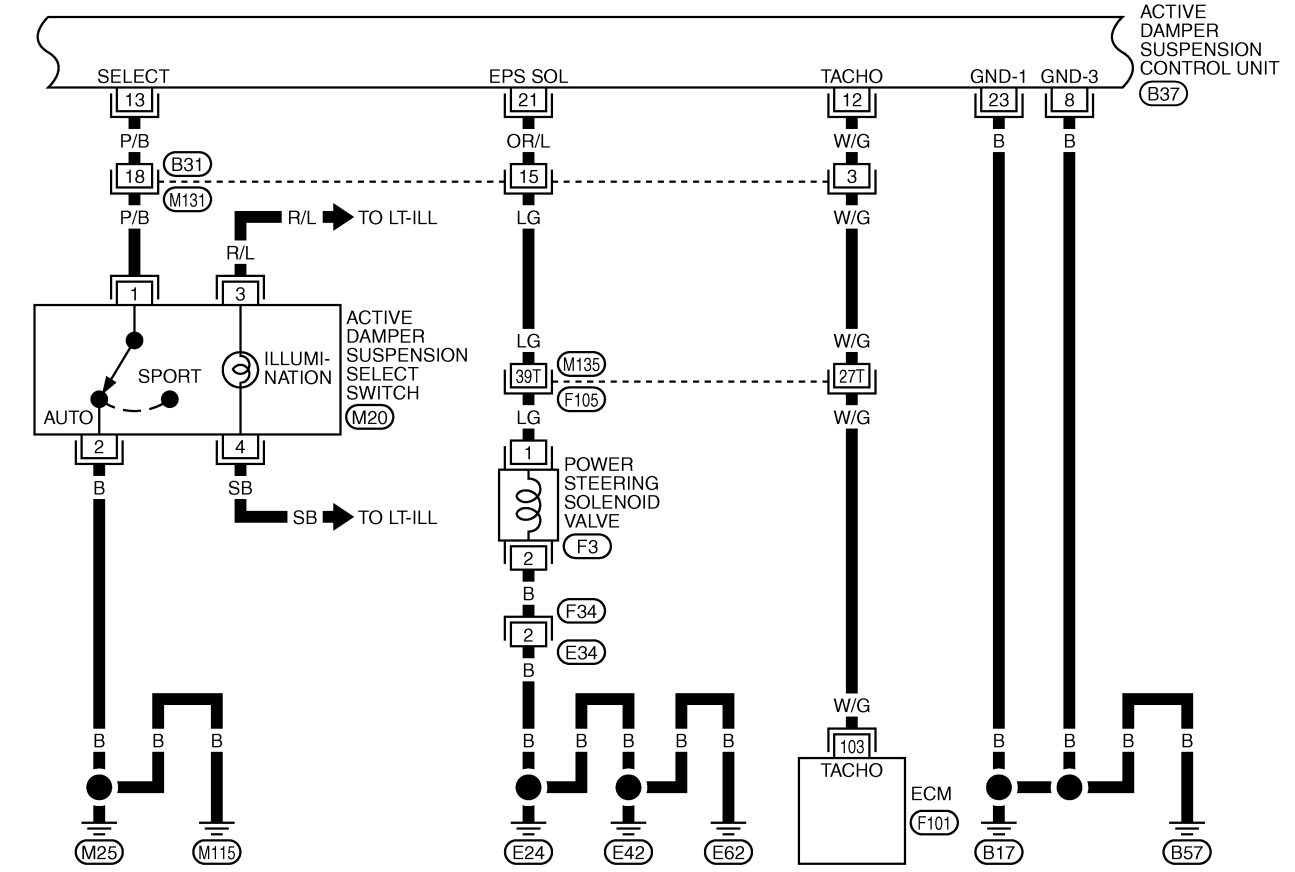 ACTIVE
DAMPER
SUSPENSION
CONTROL UNIT
B37
SELECT
EPS SOL
TACHO
GND-1
GND-3
13
21
12
23
8
P/B
OR/L
W/G
B
B
18
B31
M131
15
3
P/B
R/L
TO LT-ILL
LG
W/G
R/L
1
3
ACTIVE
DAMPER
SUSPENSION
SELECT
SWITCH
M20
ILLUMI-
NATION
SPORT
AUTO
LG
W/G
39T
M135
F105
27T
LG
W/G
2
4
1
B
SB
SB
TO LT-ILL
POWER
STEERING
SOLENOID
VALVE
F3
2
B
F34
2
E34
B
W/G
B
B
B
B
B
B
B
B
103
B
B
B
B
TACHO
ECM
F101
M25
M115
E24
E42
E62
B17
B57